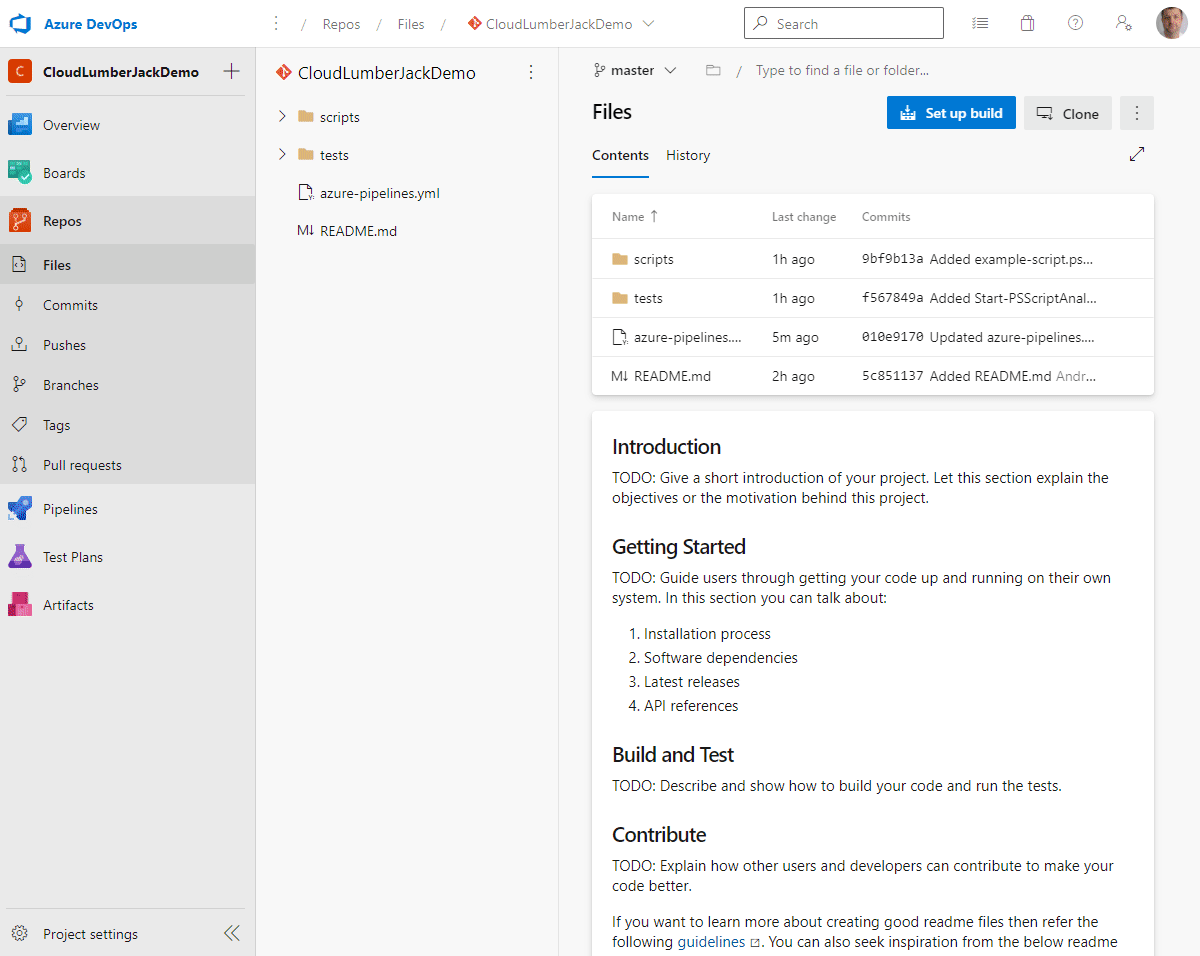 Azure DevOps
/ Repos / Files / CloudLumberJackDemo
Search
C CloudLumberJackDemo
Overview
Boards
Repos
Files
Commits
Pushes
Branches
Tags
Pull requests
Pipelines
Test Plans
Artifacts
Project settings
CloudLumberJackDemo
scripts
tests
azure-pipelines.yml
README.md
master / Type to find a file or folder...
Files
Set up build
Clone
Contents History
Name Last change Commits
scripts 1h ago 9bf9b13a Added example-script.ps...
tests 1h ago f567849a Added Start-PSScriptAnal...
azure-pipelines.... 5m ago 010e9170 Updated azure-pipelines....
README.md 2h ago 5c851137 Added README.md Andr...
Introduction
TODO: Give a short introduction of your project. Let this section explain the
objectives or the motivation behind this project.
Getting Started
TODO: Guide users through getting your code up and running on their own
system. In this section you can talk about:
1. Installation process
2. Software dependencies
3. Latest releases
4. API references
Build and Test
TODO: Describe and show how to build your code and run the tests.
Contribute
TODO: Explain how other users and developers can contribute to make your
code better.
If you want to learn more about creating good readme files then refer the
following guidelines. You can also seek inspiration from the below readme